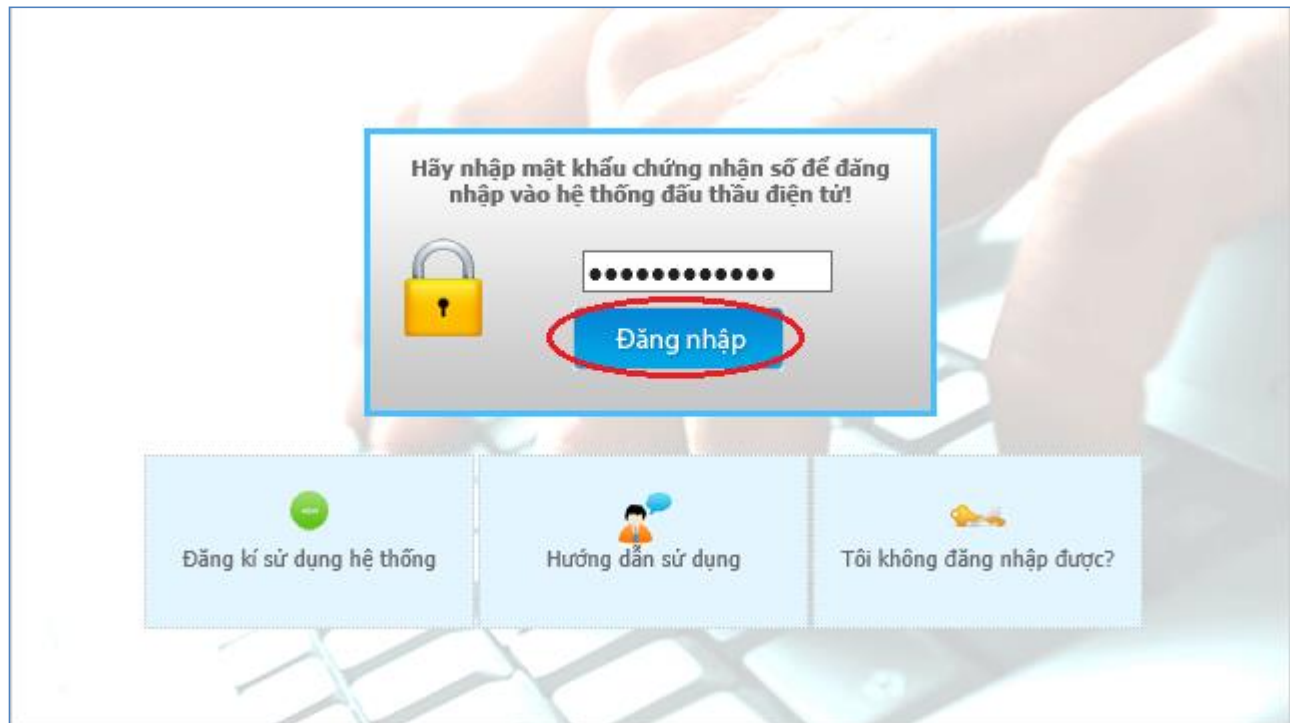 Hãy nhập mật khẩu chứng nhận số để đăng
nhập vào hệ thống đấu thầu điện tử!
Đăng nhập
Đăng kí sử dụng hệ thống
Hướng dẫn sử dụng
Tôi không đăng nhập được?